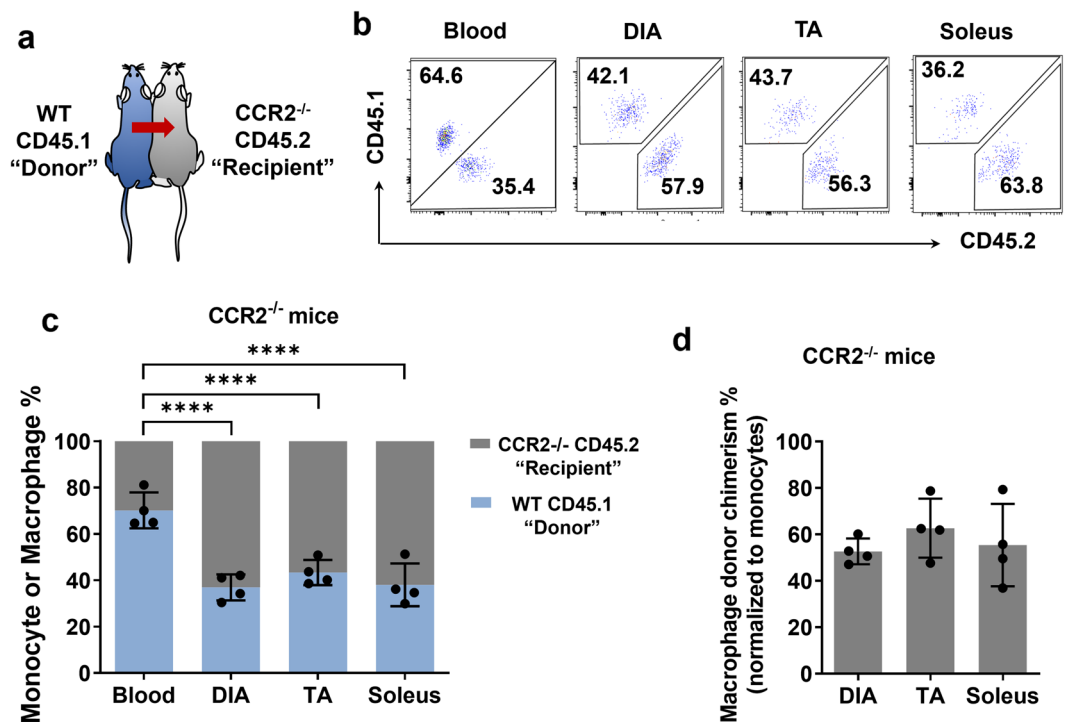 a
WT
CD45.1
“Donor”
CCR2-/-
CD45.2
“Recipient”
b
Blood
DIA
TA
Soleus
CD45.1
64.6
35.4
42.1
57.9
43.7
56.3
36.2
63.8
CD45.2
c
CCR2-/- mice
****
****
****
Monocyte or Macrophage %
100
80
60
40
20
0
Blood
DIA
TA
Soleus
CCR2-/- CD45.2
“Recipient”
WT CD45.1
“Donor”
d
CCR2-/- mice
Macrophage donor chimerism %
(normalized to monocytes)
100
80
60
40
20
0
DIA
TA
Soleus